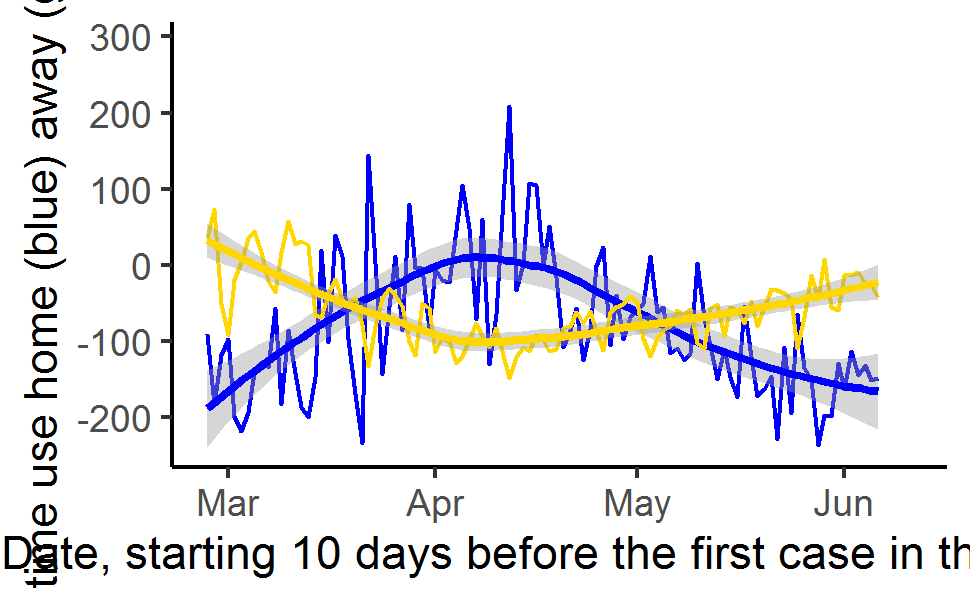 time use home (blue) away (
300
200
100
0
-100
-200
Mar Apr May Jun
Date, starting 10 days before the first case in th